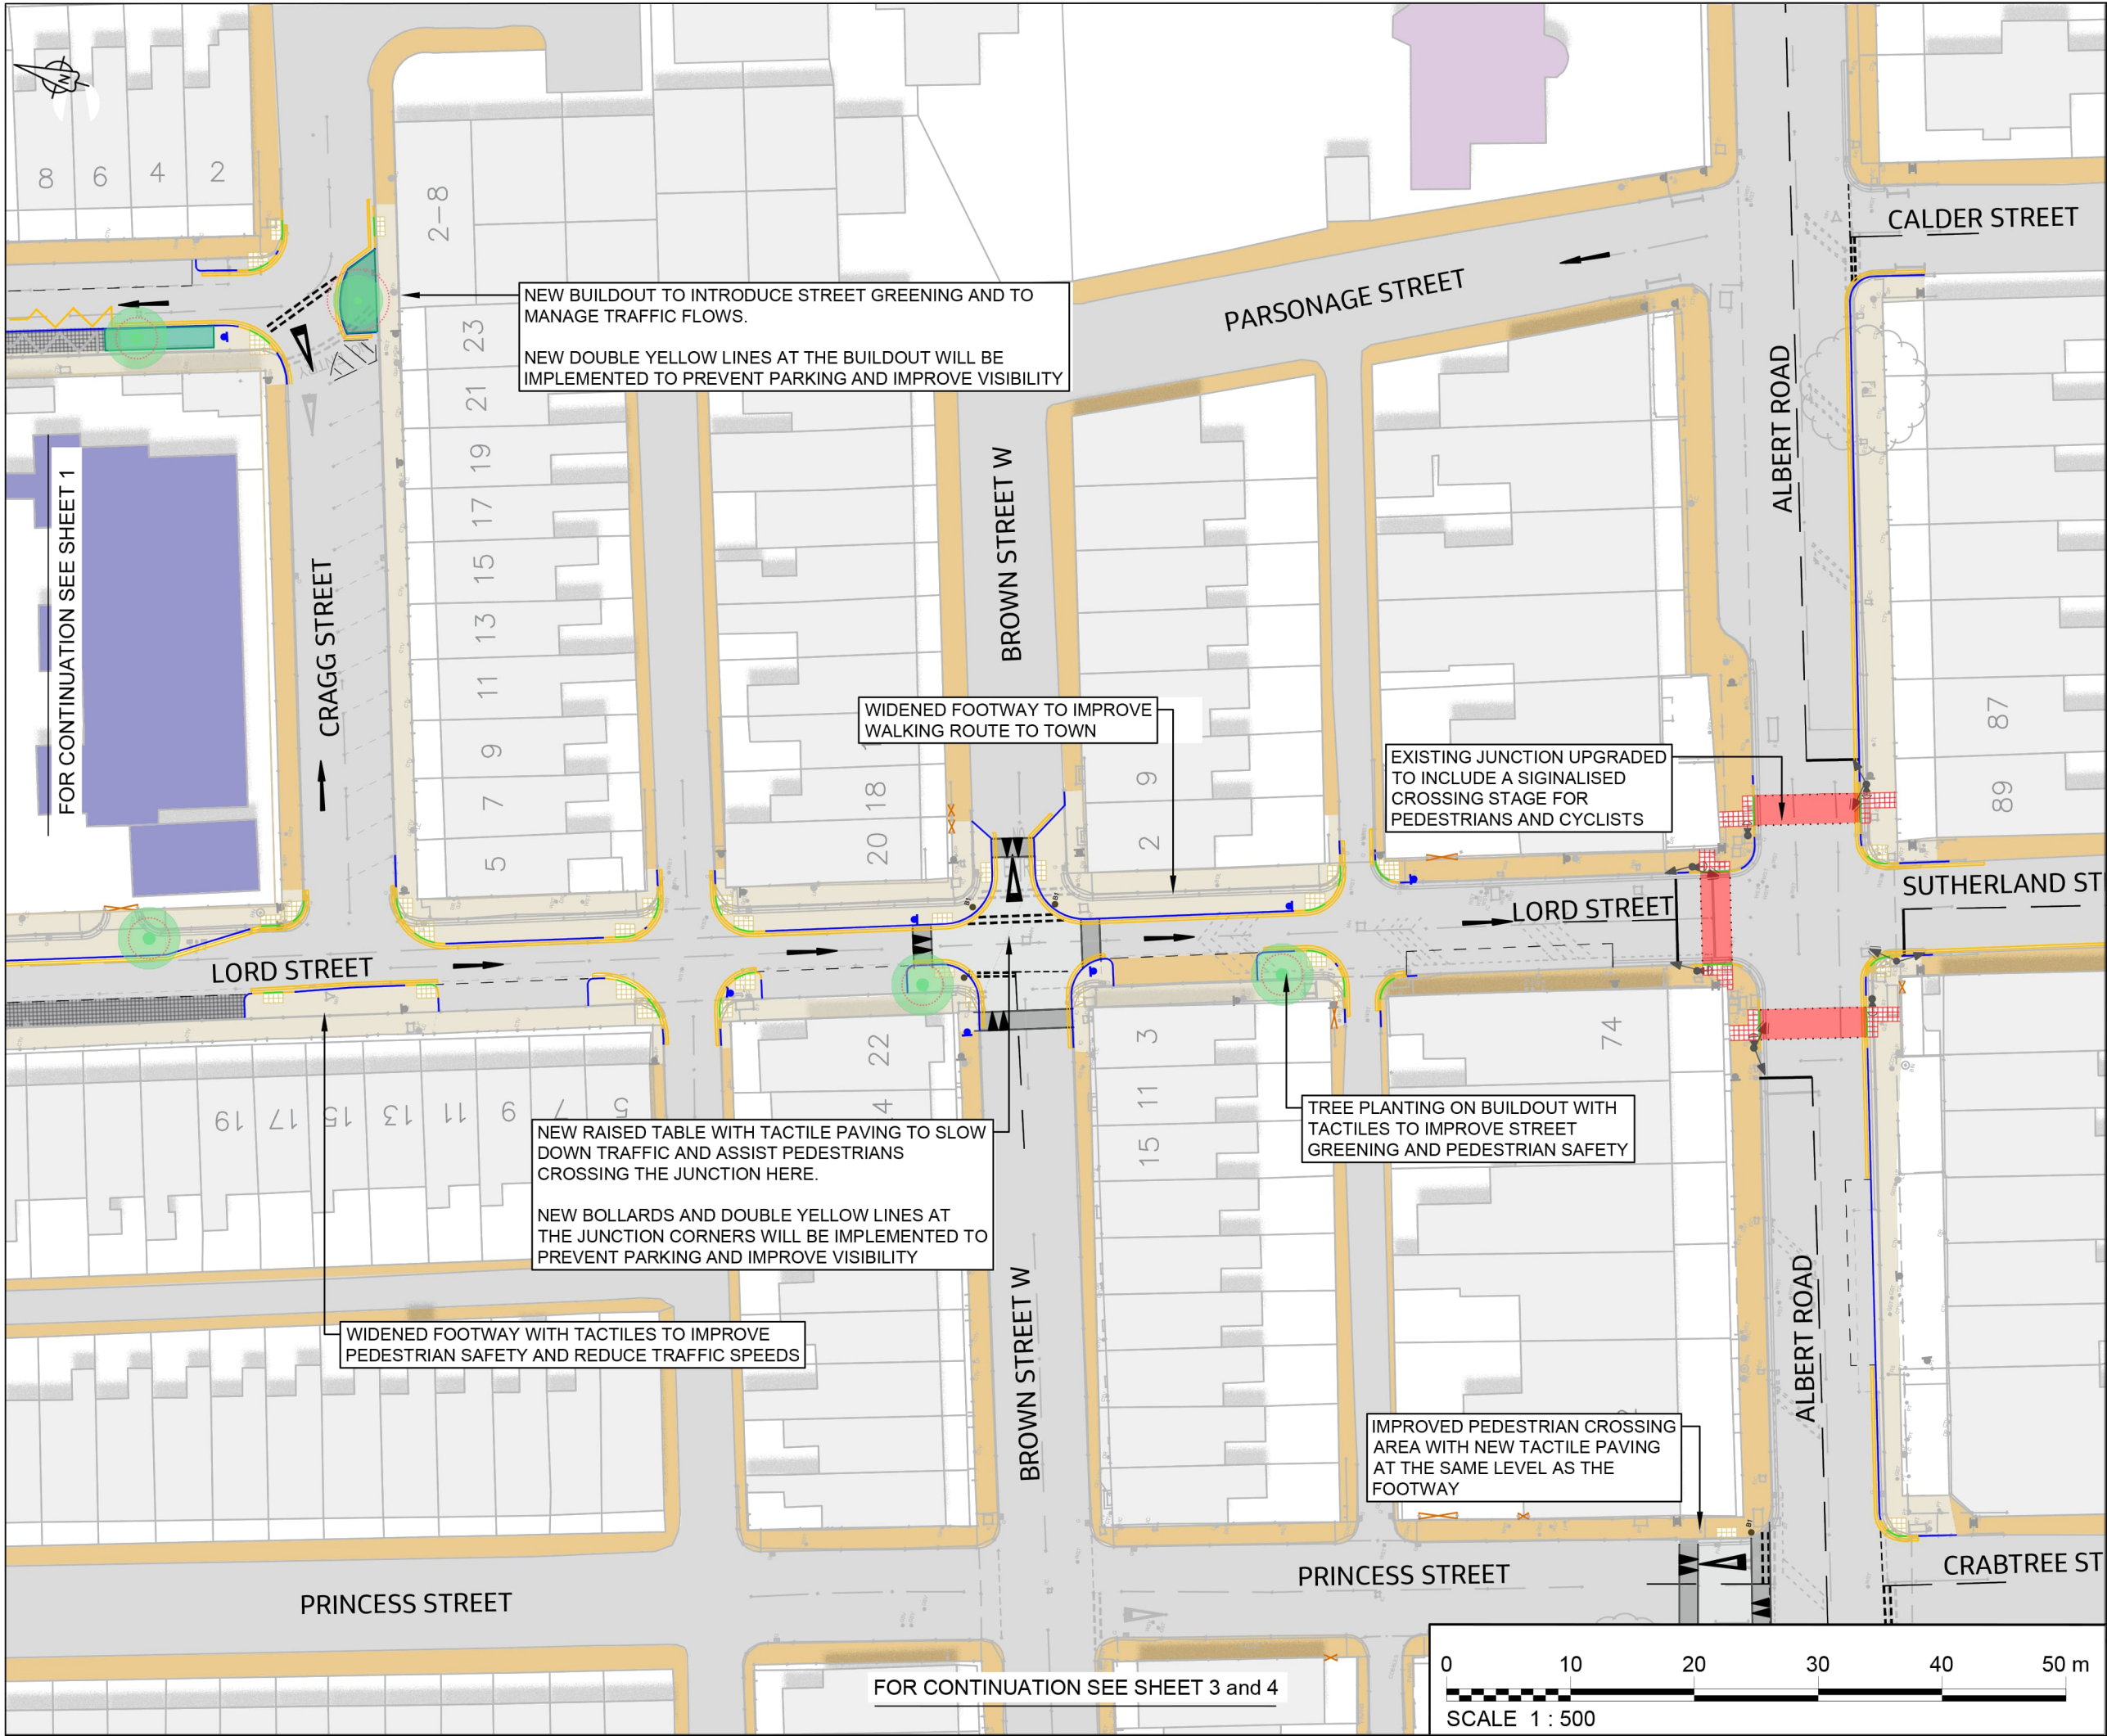 N
8
6
4
2
2-8
CALDER STREET
PARSONAGE STREET
NEW BUILDOUT TO INTRODUCE STREET GREENING AND TO
MANAGE TRAFFIC FLOWS.
NEW DOUBLE YELLOW LINES AT THE BUILDOUT WILL BE
IMPLEMENTED TO PREVENT PARKING AND IMPROVE VISIBILITY
23
21
19
17
15
13
11
9
7
5
FOR CONTINUATION SEE SHEET 1
CRAGG STREET
BROWN STREET W
ALBERT ROAD
WIDENED FOOTWAY TO IMPROVE
WALKING ROUTE TO TOWN
18
20
9
2
EXISTING JUNCTION UPGRADED
TO INCLUDE A SIGINALISED
CROSSING STAGE FOR
PEDESTRIANS AND CYCLISTS
87
89
SUTHERLAND ST
LORD STREET
LORD STREET
B1
B1
22
3
11
15
74
19
17
15
13
11
9
7
5
4
NEW RAISED TABLE WITH TACTILE PAVING TO SLOW
DOWN TRAFFIC AND ASSIST PEDESTRIANS
CROSSING THE JUNCTION HERE.
NEW BOLLARDS AND DOUBLE YELLOW LINES AT
THE JUNCTION CORNERS WILL BE IMPLEMENTED TO
PREVENT PARKING AND IMPROVE VISIBILITY
TREE PLANTING ON BUILDOUT WITH
TACTILES TO IMPROVE STREET
GREENING AND PEDESTRIAN SAFETY
WIDENED FOOTWAY WITH TACTILES TO IMPROVE
PEDESTRIAN SAFETY AND REDUCE TRAFFIC SPEEDS
BROWN STREET W
ALBERT ROAD
IMPROVED PEDESTRIAN CROSSING
AREA WITH NEW TACTILE PAVING
AT THE SAME LEVEL AS THE
FOOTWAY
B1
PRINCESS STREET
PRINCESS STREET
CRABTREE ST
FOR CONTINUATION SEE SHEET 3 and 4
0 10 20 30 40 50 m
SCALE 1 : 500